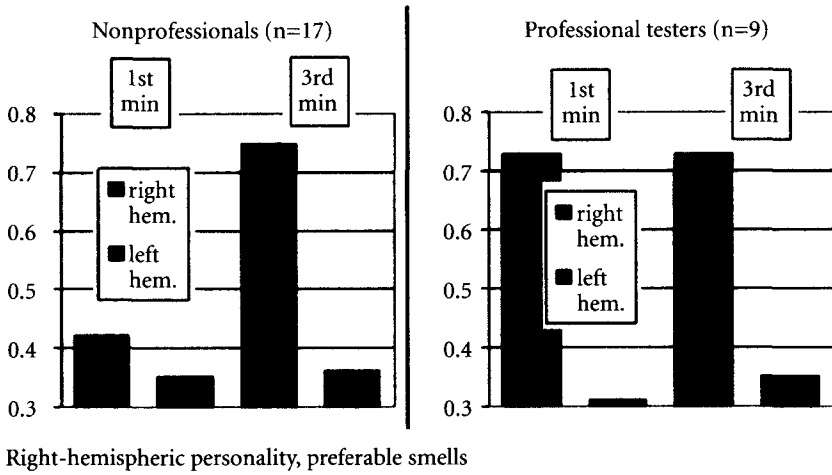 Nonprofessionals (n=17)
1st
min
3rd
min
0.8
0.7
0.6
0.5
0.4
0.3
right
hem.
left
hem.
Professional testers (n=9)
1st
min
3rd
min
0.8
0.7
0.6
0.5
0.4
0.3
right
hem.
left
hem.
Right-hemispheric personality, preferable smells